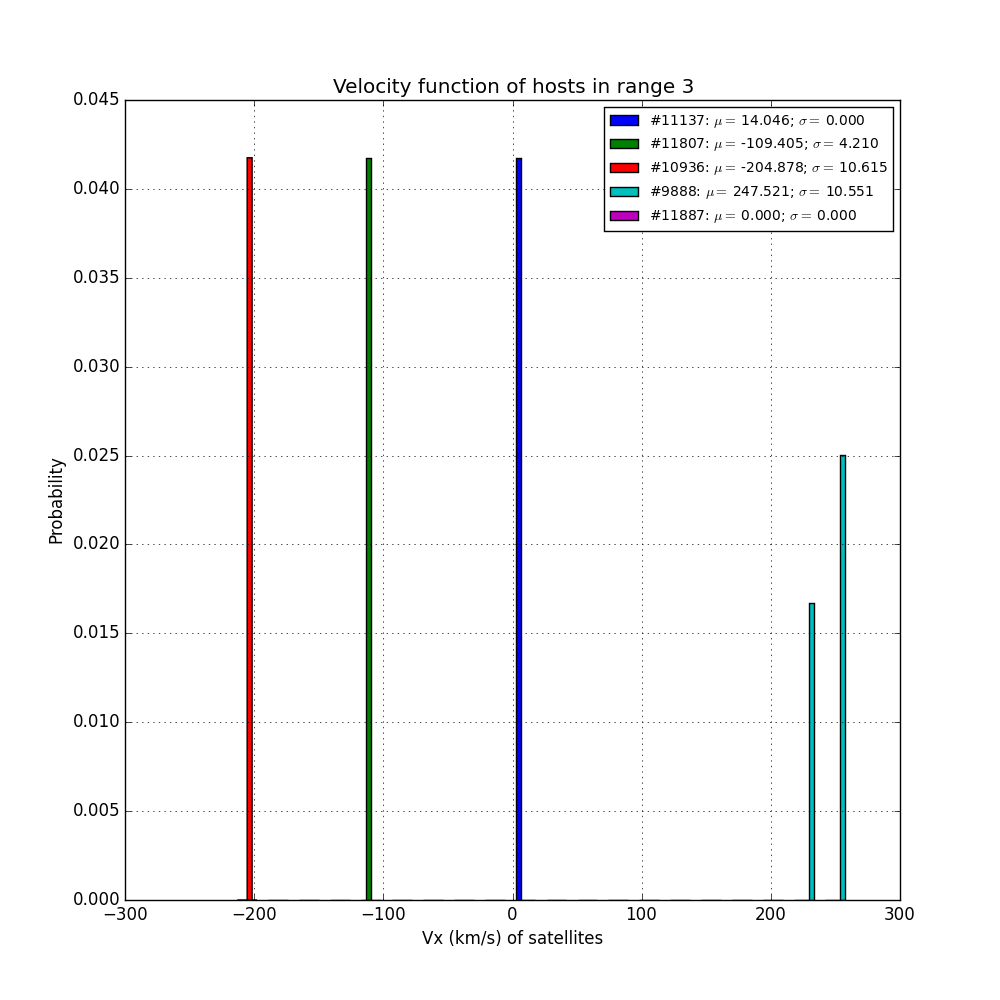 Velocity function of hosts in range 3
#11137: μ = 14.046; σ = 0.000
#11807: μ = -109.405; σ = 4.210
#10936: μ = -204.878; σ = 10.615
#9888: μ = 247.521; σ = 10.551
#11887: μ = 0.000; σ = 0.000
0.045
0.040
0.035
0.030
0.025
0.020
0.015
0.010
0.005
0.000
Probability
−300 −200 −100 0 100 200 300
Vx (km/s) of satellites